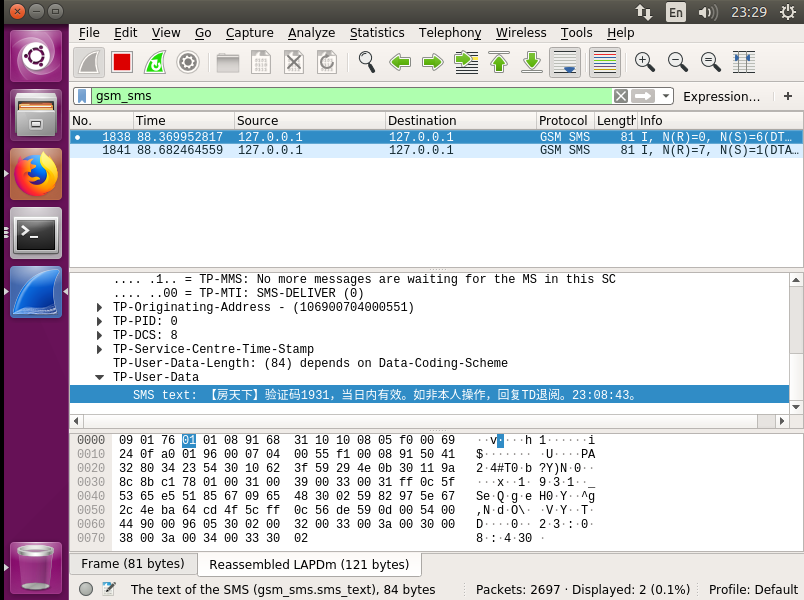 En 23:29
File Edit View Go Capture Analyze Statistics Telephony Wireless Tools Help
gsm_sms Expression… +
No. Time Source Destination Protocol Length Info
1838 88.369952817 127.0.0.1 127.0.0.1 GSM SMS 81 I, N(R)=0, N(S)=6(DT…
1841 88.682464559 127.0.0.1 127.0.0.1 GSM SMS 81 I, N(R)=7, N(S)=1(DTA…
.... .1.. = TP-MMS: No more messages are waiting for the MS in this SC
.... ..00 = TP-MTI: SMS-DELIVER (0)
TP-Originating-Address - (106900704000551)
TP-PID: 0
TP-DCS: 8
TP-Service-Centre-Time-Stamp
TP-User-Data-Length: (84) depends on Data-Coding-Scheme
TP-User-Data
SMS text: 【房天下】验证码1931，当日内有效。如非本人操作，回复TD退阅。23:08:43。
0000 09 01 76 01 01 08 91 68 31 10 10 08 05 f0 00 69 ··v····h1······i
0010 24 0f a0 01 96 00 07 04 00 55 f1 00 08 91 50 41 $········U····PA
0020 32 80 34 23 54 30 10 62 3f 59 29 4e 0b 30 11 9a 2·4#T0·b?Y)N·0··
0030 8c 8b c1 78 01 00 31 00 39 00 33 00 31 ff 0c 5f ···x··1·9·3·1··_
0040 53 66 e5 51 85 67 09 65 48 30 02 59 82 97 5e 67 Se·Q·g·eH0·Y··^g
0050 2c 4e ba 64 cd 4f 5c ff 0c 56 de 59 0d 00 54 00 ,N·d·O\··V·Y··T·
0060 44 90 00 96 05 30 02 00 32 00 33 00 3a 00 30 00 D····0··2·3·:·0·
0070 38 00 3a 00 34 00 33 30 02 8·:·4·30·
Frame (81 bytes) Reassembled LAPDm (121 bytes)
The text of the SMS (gsm_sms.sms_text), 84 bytes Packets: 2697 · Displayed: 2 (0.1%) Profile: Default